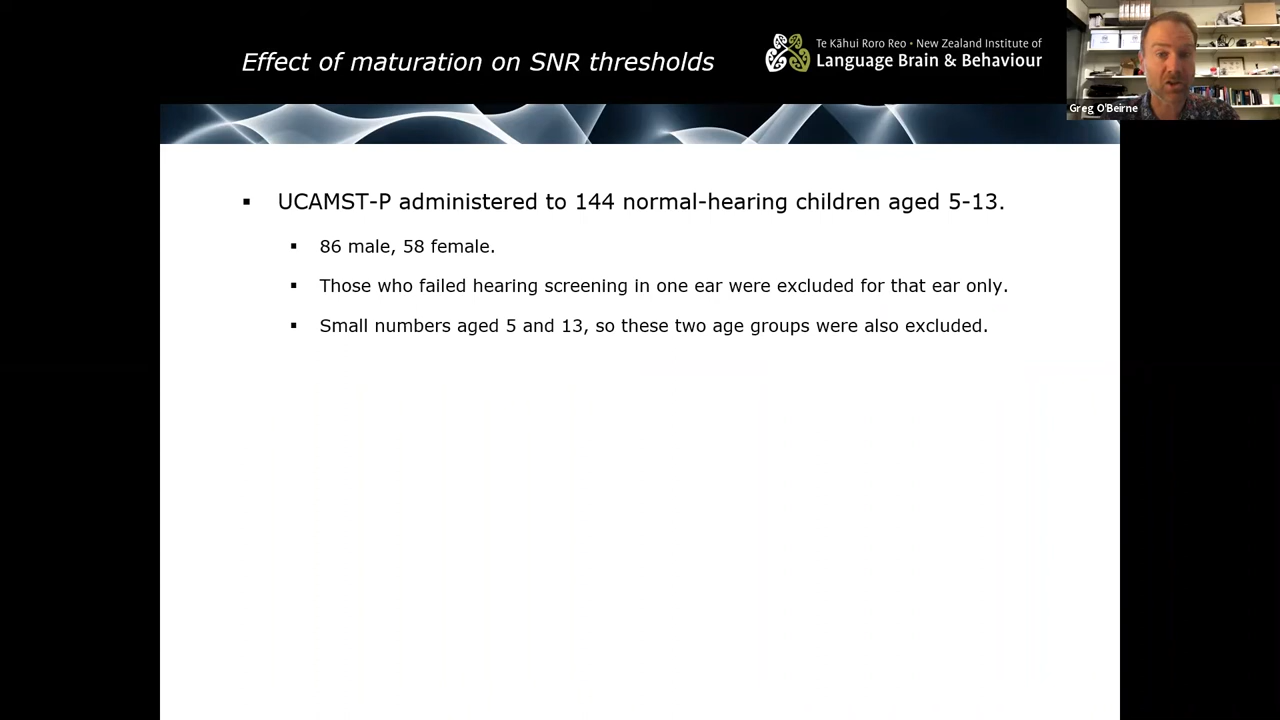 Effect of maturation on SNR thresholds
Te Kāhui Roro Reo • New Zealand Institute of
Language Brain & Behaviour
Greg O'Beirne
▪ UCAMST-P administered to 144 normal-hearing children aged 5-13.
▪ 86 male, 58 female.
▪ Those who failed hearing screening in one ear were excluded for that ear only.
▪ Small numbers aged 5 and 13, so these two age groups were also excluded.